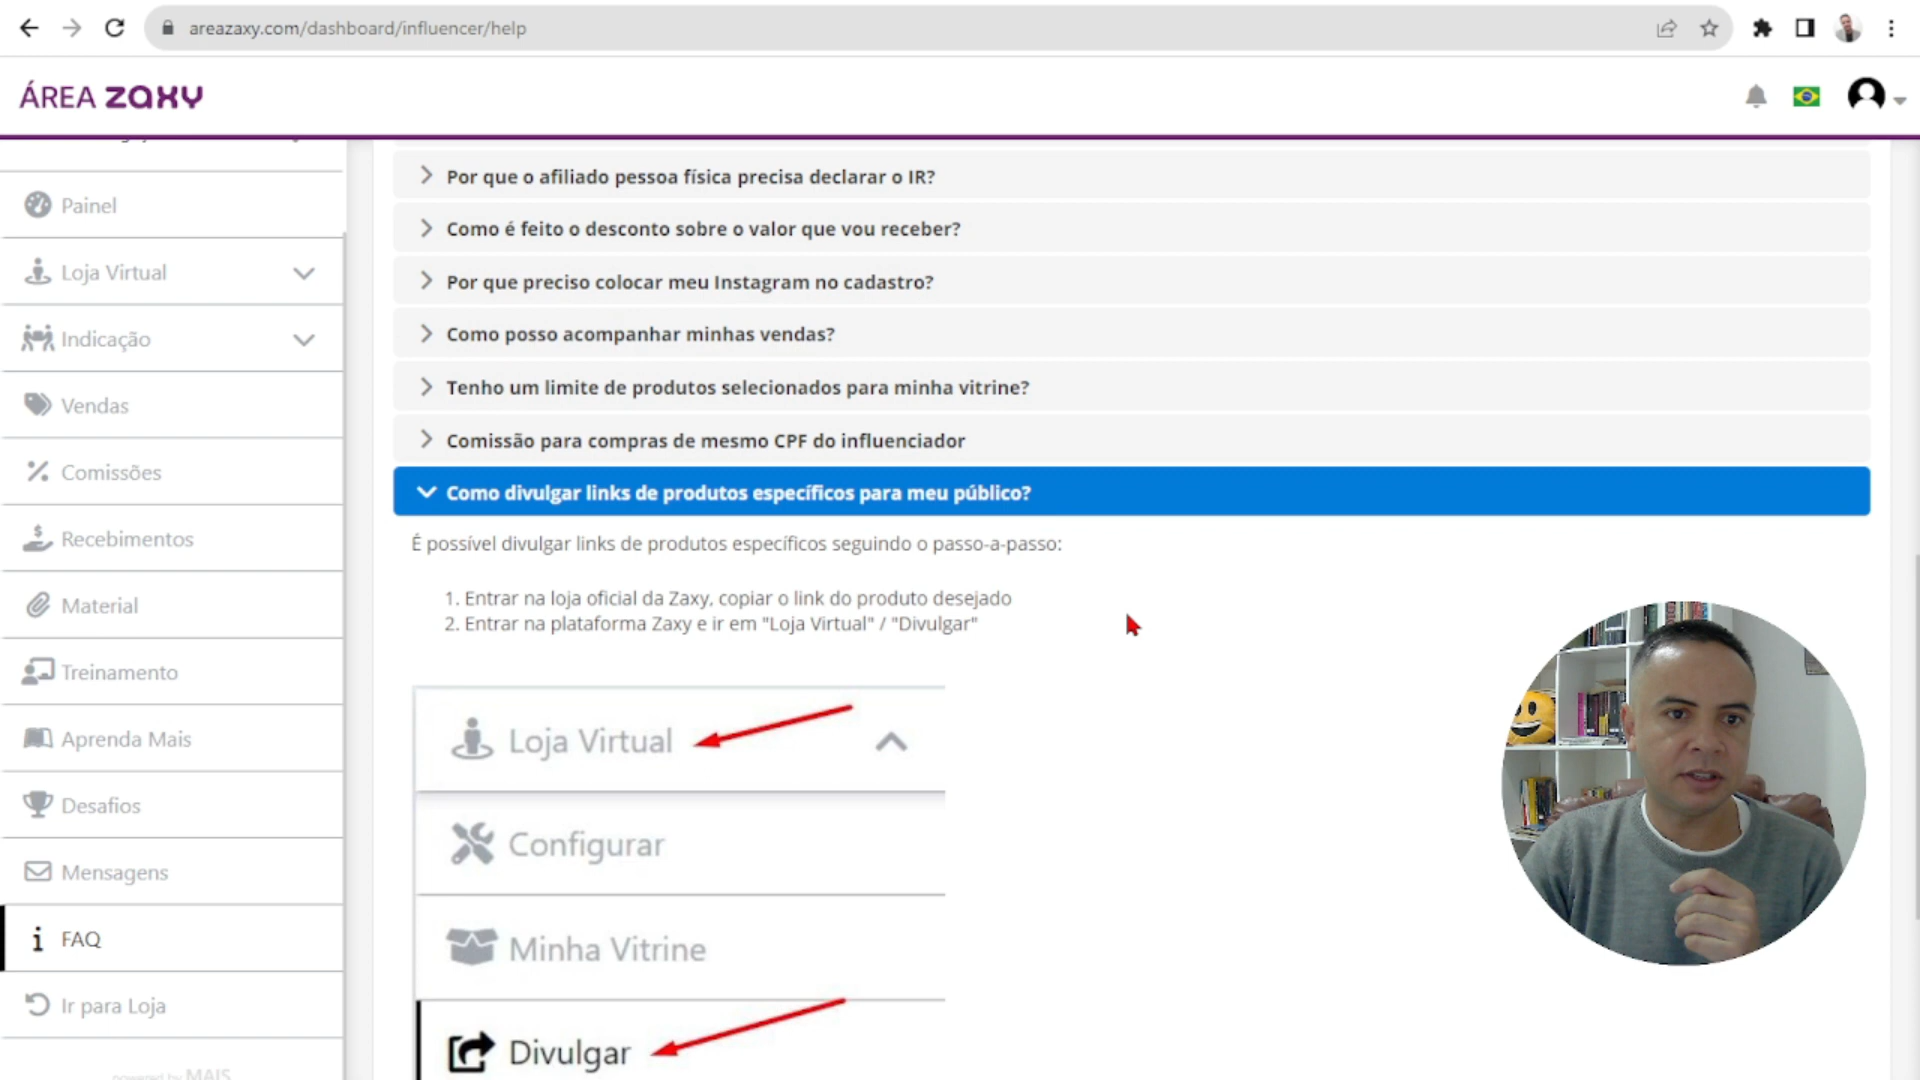 areazaxy.com/dashboard/influencer/help
ÁREA zaxy
Painel
Loja Virtual
Indicação
Vendas
Comissões
Recebimentos
Material
Treinamento
Aprenda Mais
Desafios
Mensagens
FAQ
Ir para Loja
powered by MAIS
Por que o afiliado pessoa física precisa declarar o IR?
Como é feito o desconto sobre o valor que vou receber?
Por que preciso colocar meu Instagram no cadastro?
Como posso acompanhar minhas vendas?
Tenho um limite de produtos selecionados para minha vitrine?
Comissão para compras de mesmo CPF do influenciador
Como divulgar links de produtos específicos para meu público?
É possível divulgar links de produtos específicos seguindo o passo-a-passo:
1. Entrar na loja oficial da Zaxy, copiar o link do produto desejado
2. Entrar na plataforma Zaxy e ir em "Loja Virtual" / "Divulgar"
Loja Virtual
Configurar
Minha Vitrine
Divulgar